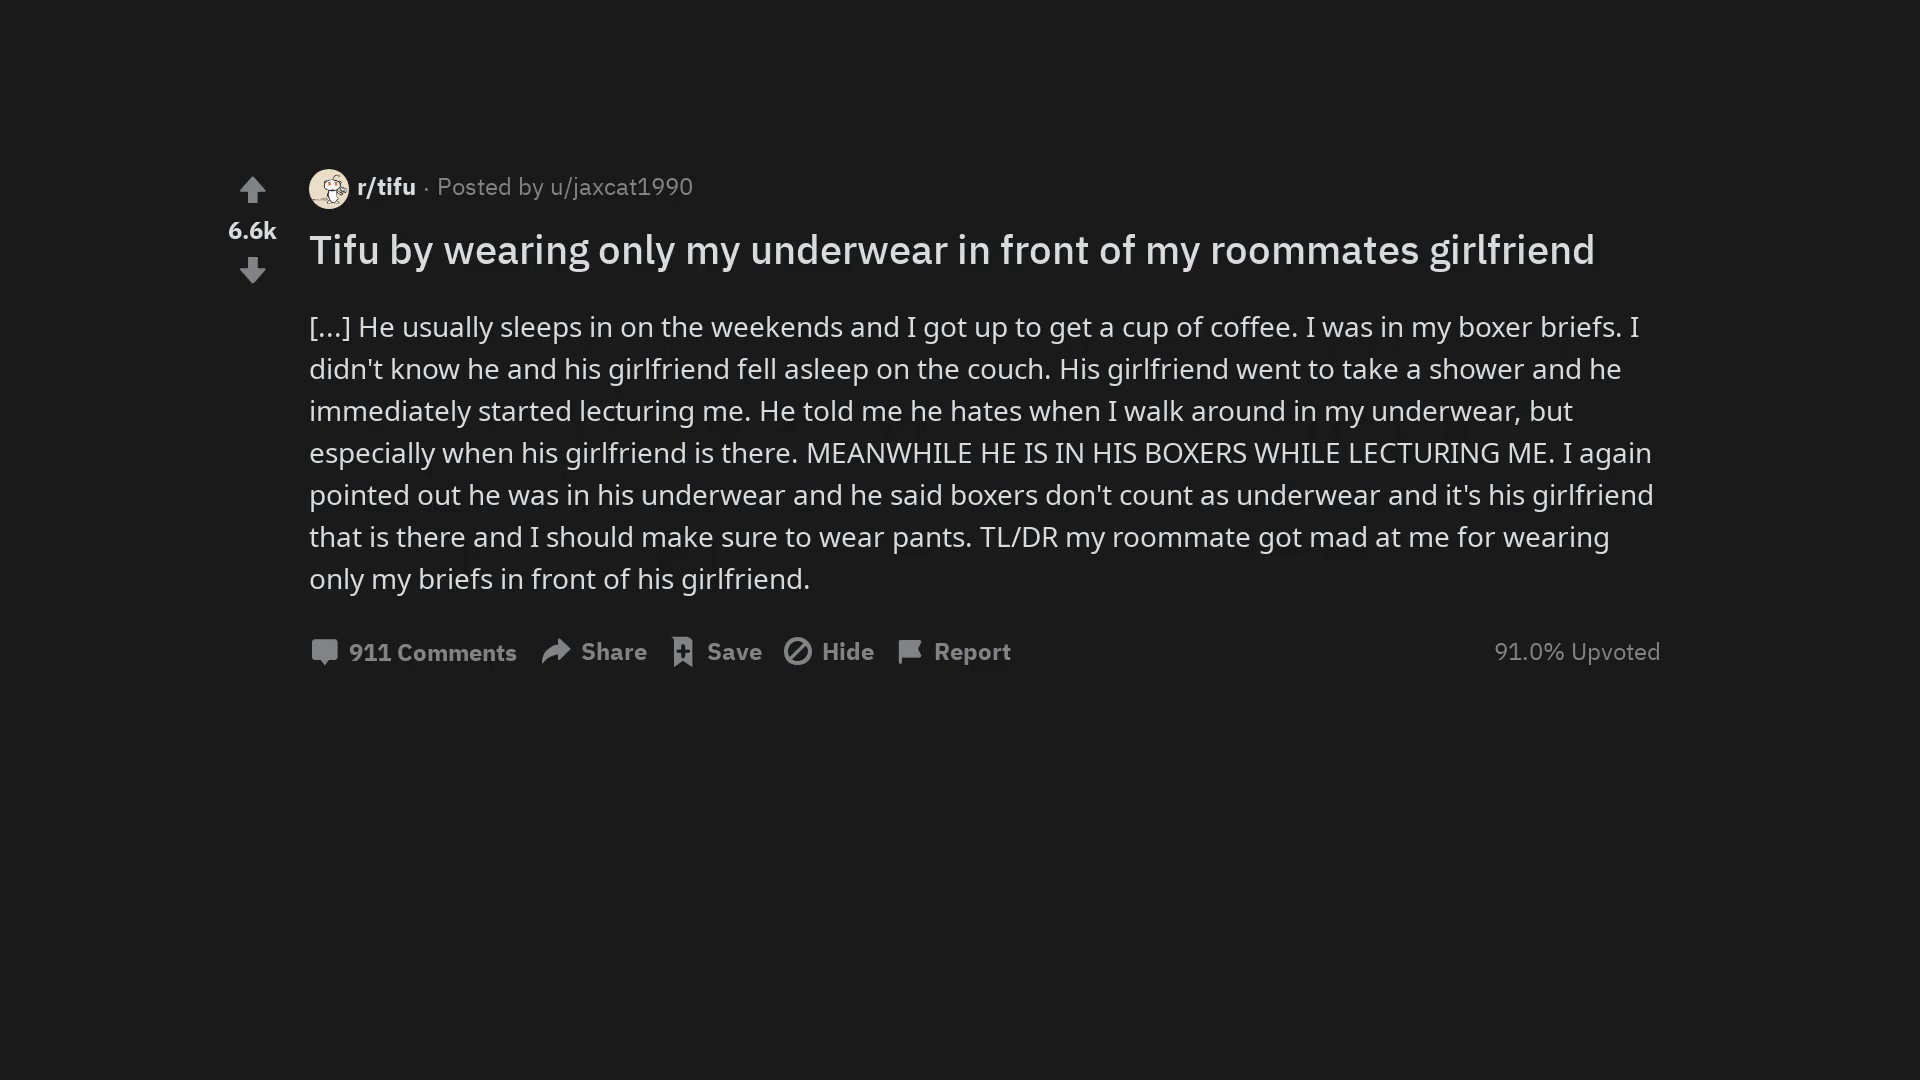 r/tifu · Posted by u/jaxcat1990
6.6k
Tifu by wearing only my underwear in front of my roommates girlfriend
[...] He usually sleeps in on the weekends and I got up to get a cup of coffee. I was in my boxer briefs. I
didn't know he and his girlfriend fell asleep on the couch. His girlfriend went to take a shower and he
immediately started lecturing me. He told me he hates when I walk around in my underwear, but
especially when his girlfriend is there. MEANWHILE HE IS IN HIS BOXERS WHILE LECTURING ME. I again
pointed out he was in his underwear and he said boxers don't count as underwear and it's his girlfriend
that is there and I should make sure to wear pants. TL/DR my roommate got mad at me for wearing
only my briefs in front of his girlfriend.
911 Comments Share Save Hide Report 91.0% Upvoted